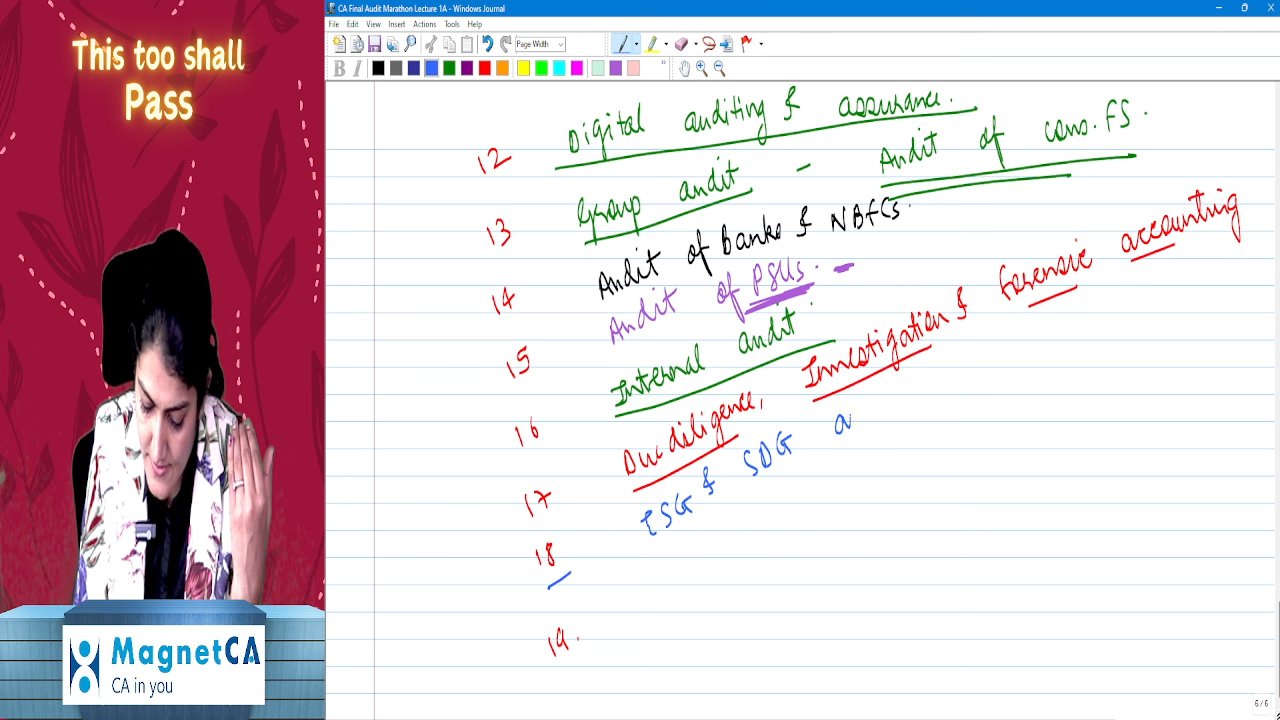 CA Final Audit Marathon Lecture 1A - Windows Journal
File Edit View Insert Actions Tools Help
Page Width
B I
This too shall
Pass
12 Digital auditing & assurance.
13 Group audit - Audit of cons. FS.
14 Audit of Banks & NBFCs.
15 Audit of PSUs. -
16 Internal audit
17 Due diligence, Investigation & forensic accounting
18 ESG & SDG a
19.
MagnetCA
CA in you
6 / 6